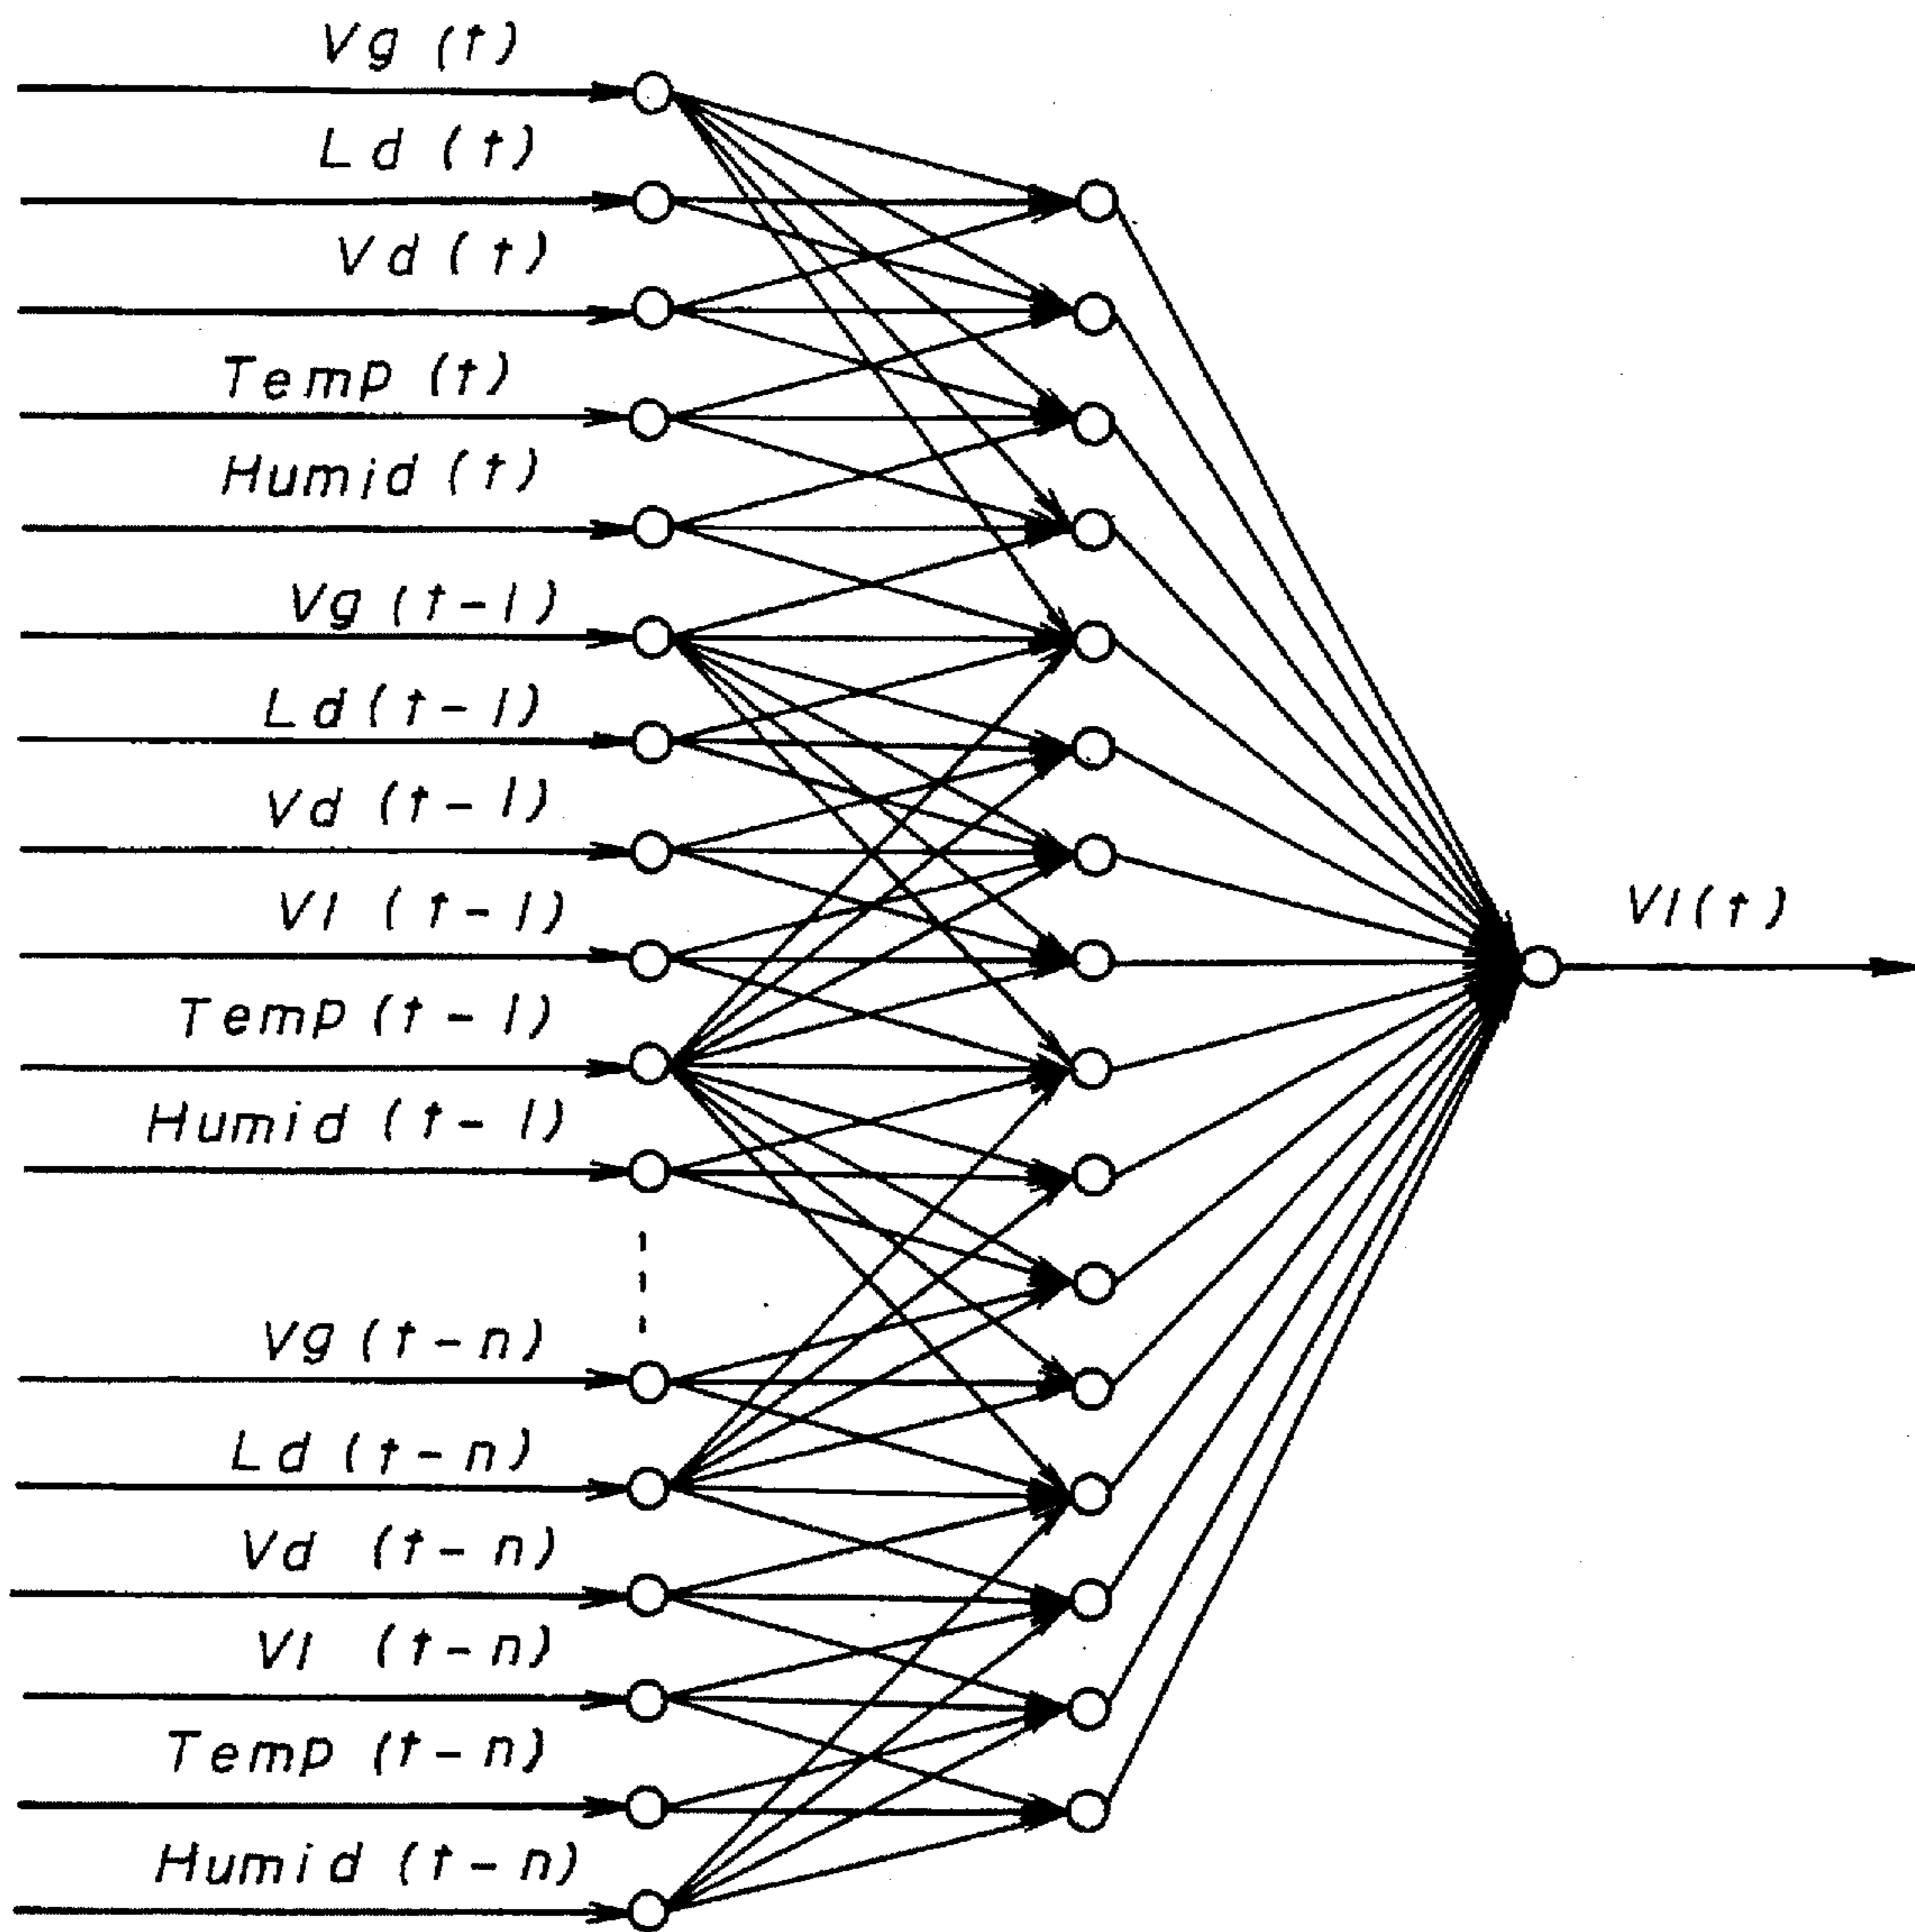 Vg (t)
Ld (t)
Vd (t)
Temp (t)
Humid (t)
Vg (t-1)
Ld (t-1)
Vd (t-1)
Vl (t-1)
Vl(t)
Temp (t-1)
Humid (t-1)
Vg (t-n)
Ld (t-n)
Vd (t-n)
Vl (t-n)
Temp (t-n)
Humid (t-n)